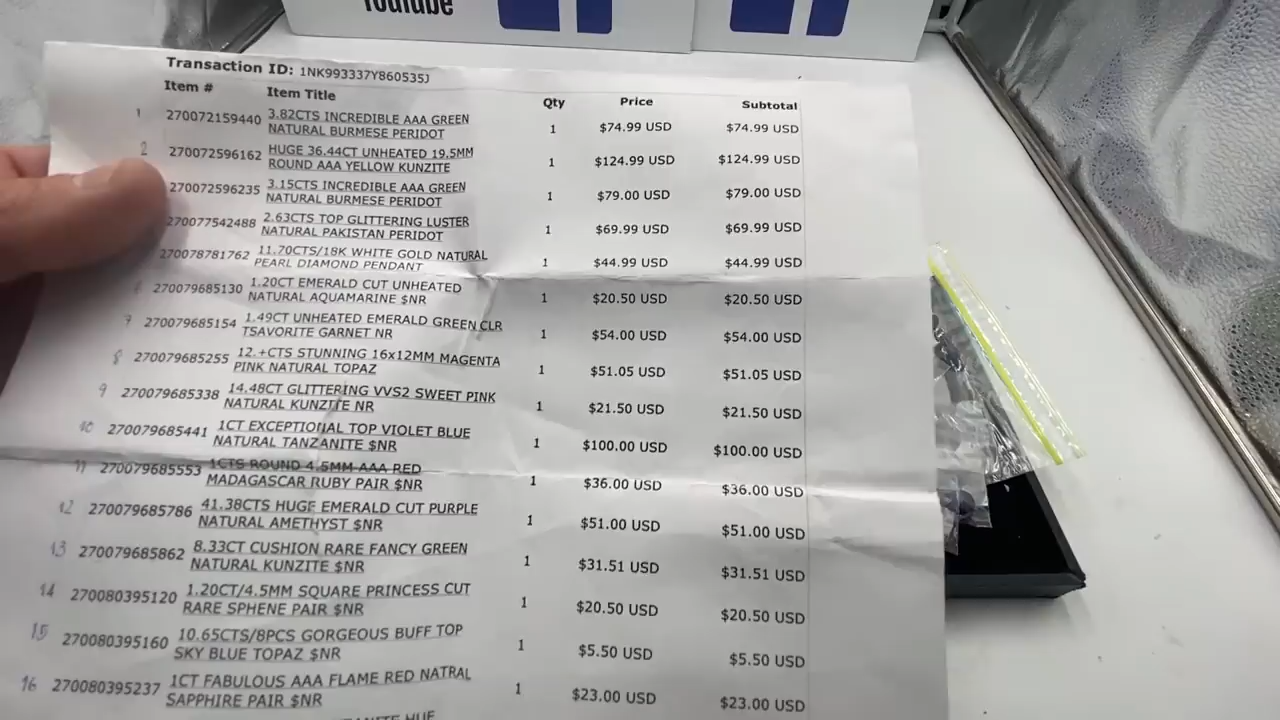 YouTube
Transaction ID: 1NK993337Y860535J
Item # Item Title Qty Price Subtotal
1 270072159440 3.82CTS INCREDIBLE AAA GREEN
NATURAL BURMESE PERIDOT 1 $74.99 USD $74.99 USD
2 270072596162 HUGE 36.44CT UNHEATED 19.5MM
ROUND AAA YELLOW KUNZITE 1 $124.99 USD $124.99 USD
270072596235 3.15CTS INCREDIBLE AAA GREEN
NATURAL BURMESE PERIDOT 1 $79.00 USD $79.00 USD
270077542488 2.63CTS TOP GLITTERING LUSTER
NATURAL PAKISTAN PERIDOT 1 $69.99 USD $69.99 USD
270078781762 11.70CTS/18K WHITE GOLD NATURAL
PEARL DIAMOND PENDANT 1 $44.99 USD $44.99 USD
6 270079685130 1.20CT EMERALD CUT UNHEATED
NATURAL AQUAMARINE $NR 1 $20.50 USD $20.50 USD
7 270079685154 1.49CT UNHEATED EMERALD GREEN CLR
TSAVORITE GARNET NR 1 $54.00 USD $54.00 USD
8 270079685255 12.+CTS STUNNING 16x12MM MAGENTA
PINK NATURAL TOPAZ 1 $51.05 USD $51.05 USD
9 270079685338 14.48CT GLITTERING VVS2 SWEET PINK
NATURAL KUNZITE NR 1 $21.50 USD $21.50 USD
10 270079685441 1CT EXCEPTIONAL TOP VIOLET BLUE
NATURAL TANZANITE $NR 1 $100.00 USD $100.00 USD
11 270079685553 1CTS ROUND 4.5MM AAA RED
MADAGASCAR RUBY PAIR $NR 1 $36.00 USD $36.00 USD
12 270079685786 41.38CTS HUGE EMERALD CUT PURPLE
NATURAL AMETHYST $NR 1 $51.00 USD $51.00 USD
13 270079685862 8.33CT CUSHION RARE FANCY GREEN
NATURAL KUNZITE $NR 1 $31.51 USD $31.51 USD
14 270080395120 1.20CT/4.5MM SQUARE PRINCESS CUT
RARE SPHENE PAIR $NR 1 $20.50 USD $20.50 USD
15 270080395160 10.65CTS/8PCS GORGEOUS BUFF TOP
SKY BLUE TOPAZ $NR 1 $5.50 USD $5.50 USD
16 270080395237 1CT FABULOUS AAA FLAME RED NATRAL
SAPPHIRE PAIR $NR 1 $23.00 USD $23.00 USD
HUE